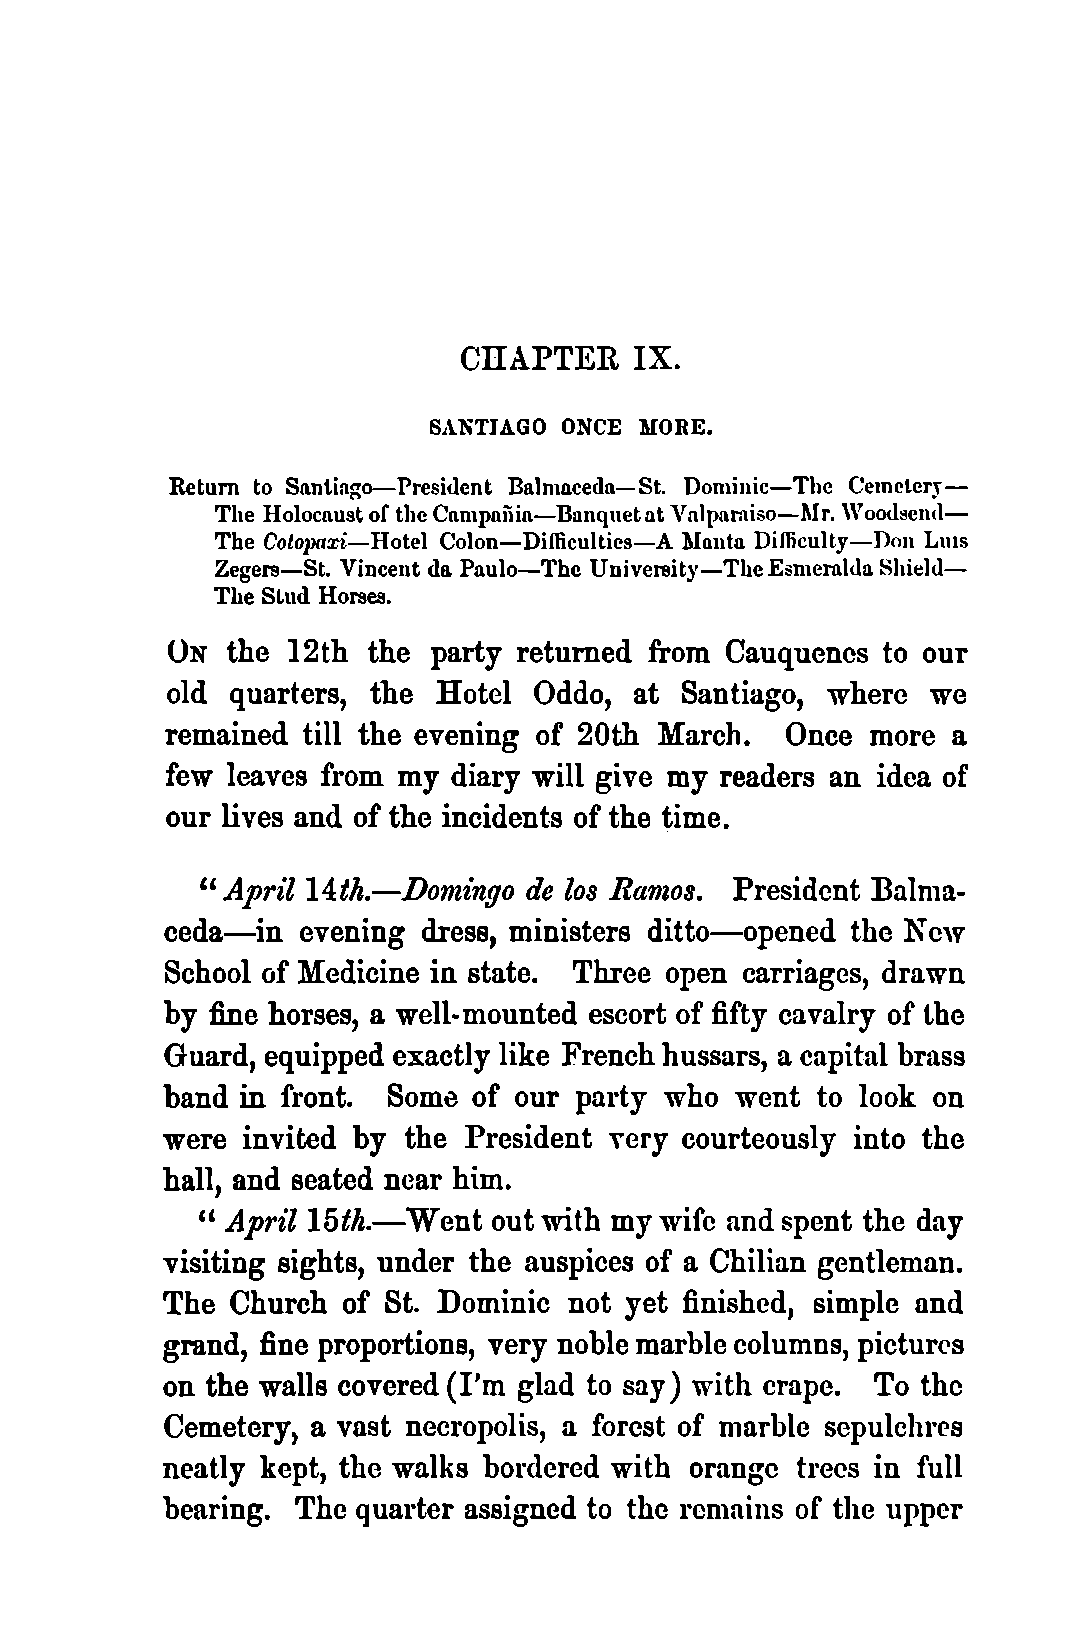 CHAPTER IX.
SANTIAGO ONCE MORE.
Return to Santiago—President Balmaceda—St. Dominic—The Cemetery—
The Holocaust of the Campañia—Banquet at Valparaiso—Mr. Woodsend—
The Cotopaxi—Hotel Colon—Difficulties—A Manta Difficulty—Don Luis
Zegers—St. Vincent da Paulo—The University—The Esmeralda Shield—
The Stud Horses.
ON the 12th the party returned from Cauquenes to our
old quarters, the Hotel Oddo, at Santiago, where we
remained till the evening of 20th March. Once more a
few leaves from my diary will give my readers an idea of
our lives and of the incidents of the time.
“April 14th.—Domingo de los Ramos. President Balma-
ceda—in evening dress, ministers ditto—opened the New
School of Medicine in state. Three open carriages, drawn
by fine horses, a well-mounted escort of fifty cavalry of the
Guard, equipped exactly like French hussars, a capital brass
band in front. Some of our party who went to look on
were invited by the President very courteously into the
hall, and seated near him.
“April 15th.—Went out with my wife and spent the day
visiting sights, under the auspices of a Chilian gentleman.
The Church of St. Dominic not yet finished, simple and
grand, fine proportions, very noble marble columns, pictures
on the walls covered (I'm glad to say) with crape. To the
Cemetery, a vast necropolis, a forest of marble sepulchres
neatly kept, the walks bordered with orange trees in full
bearing. The quarter assigned to the remains of the upper